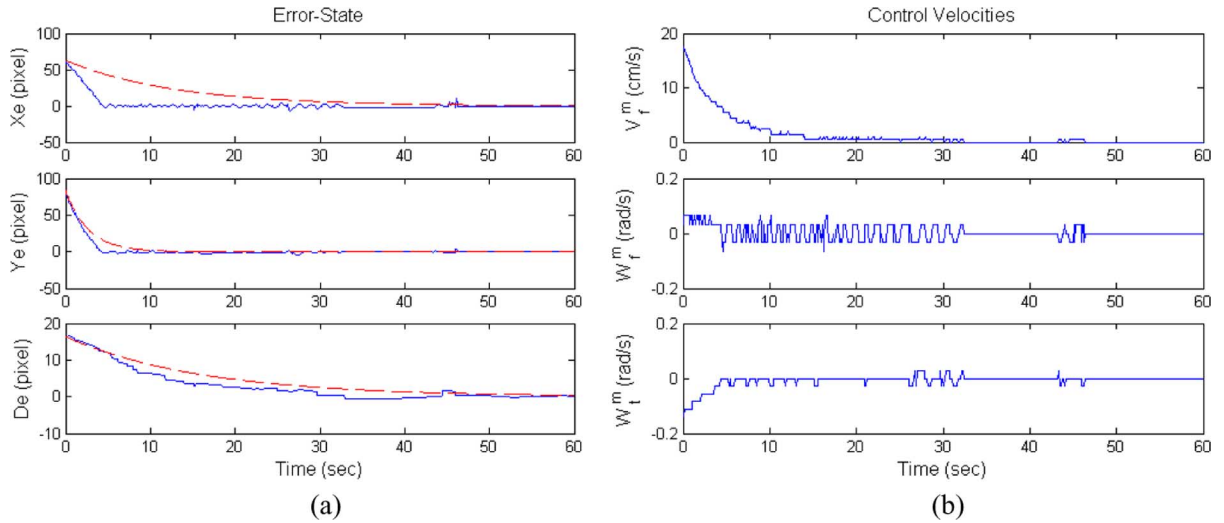 Error-State
100
50
0
-50
Xe (pixel)
0 10 20 30 40 50 60
100
50
0
-50
Ye (pixel)
0 10 20 30 40 50 60
20
10
0
-10
De (pixel)
0 10 20 30 40 50 60
Time (sec)
(a)
Control Velocities
20
10
0
V_f^m (cm/s)
0 10 20 30 40 50 60
0.2
0
-0.2
W_f^m (rad/s)
0 10 20 30 40 50 60
0.2
0
-0.2
W_t^m (rad/s)
0 10 20 30 40 50 60
Time (sec)
(b)